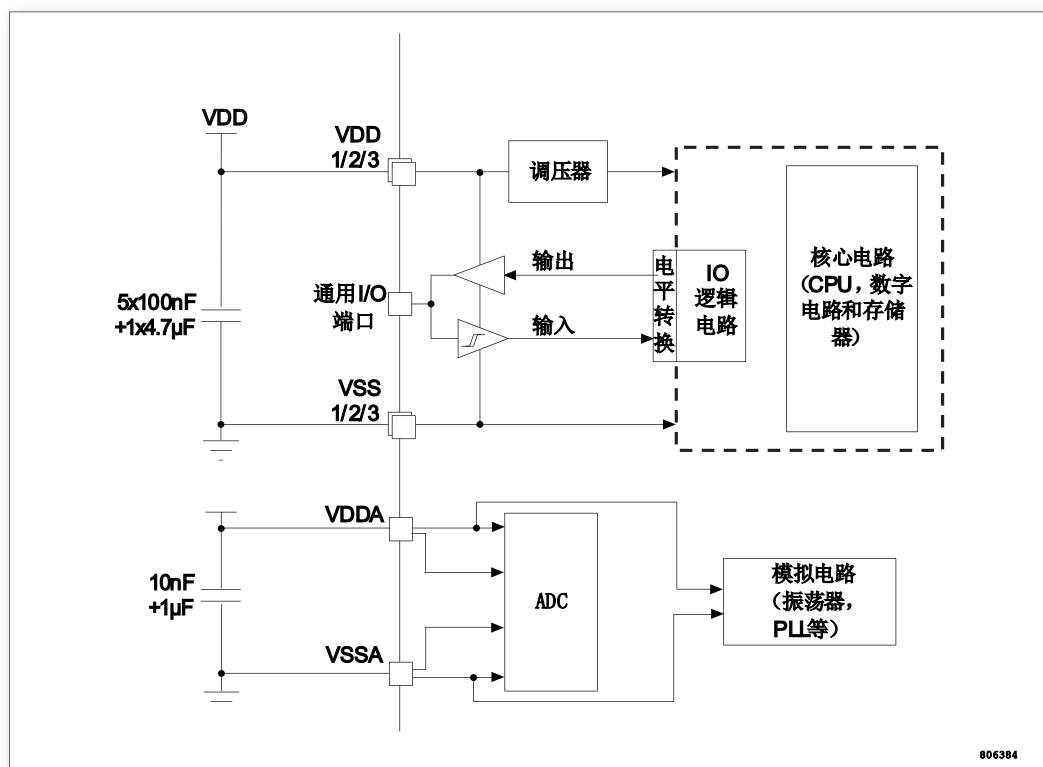 VDD
VDD
1/2/3
调压器
5x100nF
+1x4.7µF
通用I/O
端口
输出
输入
电
平
转
换
IO
逻辑
电路
核心电路
(CPU，数字
电路和存储
器)
VSS
1/2/3
VDDA
10nF
+1µF
ADC
模拟电路
(振荡器，
PLL等)
VSSA
806384